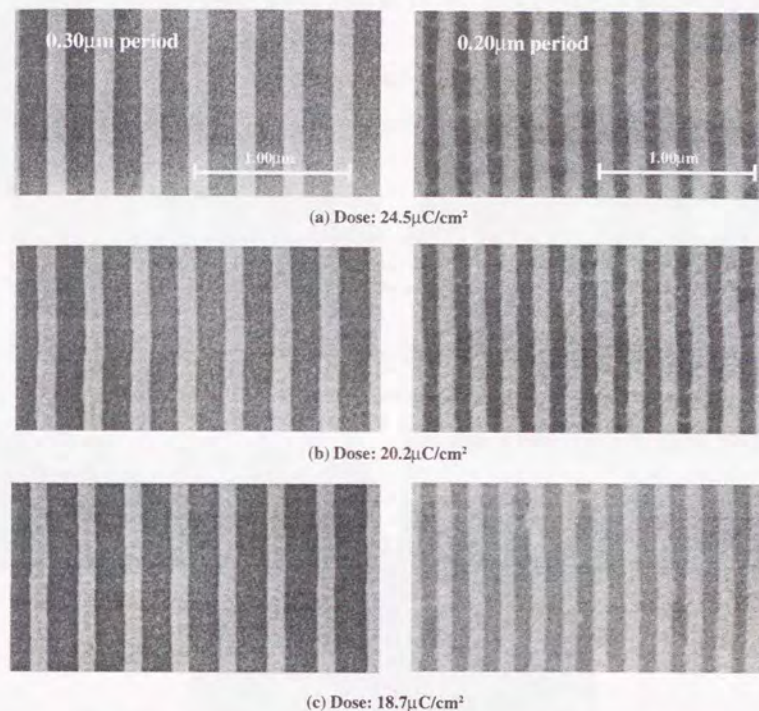 0.30μm period
0.20μm period
1.00μm
1.00μm
(a) Dose: 24.5μC/cm²
(b) Dose: 20.2μC/cm²
(c) Dose: 18.7μC/cm²